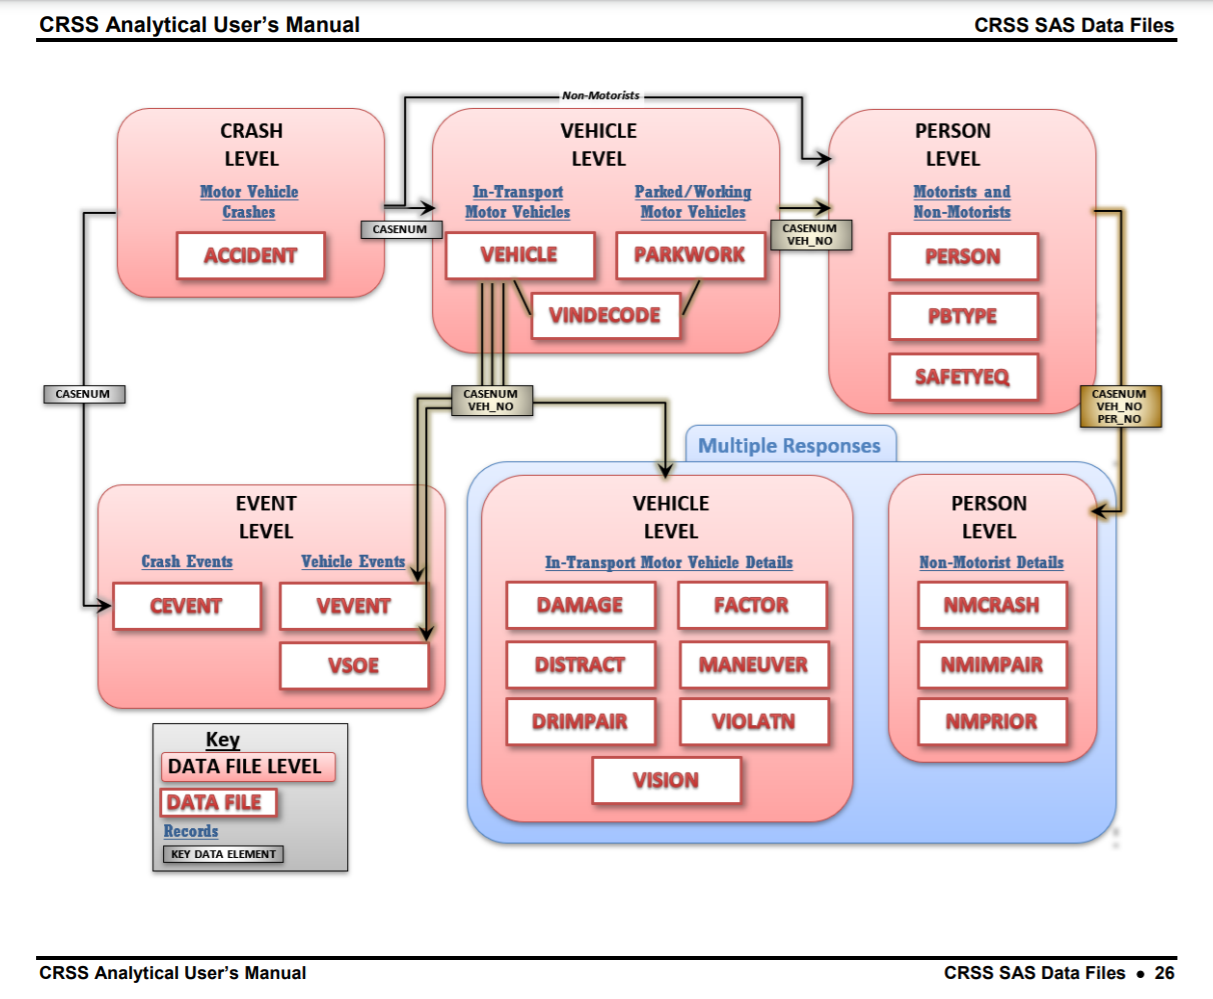 CRSS Analytical User's Manual
CRSS SAS Data Files
Non-Motorists
CRASH
LEVEL
Motor Vehicle
Crashes
ACCIDENT
CASENUM
VEHICLE
LEVEL
In-Transport
Motor Vehicles
Parked/Working
Motor Vehicles
VEHICLE
PARKWORK
VINDECODE
CASENUM
VEH_NO
PERSON
LEVEL
Motorists and
Non-Motorists
PERSON
PBTYPE
SAFETYEQ
CASENUM
CASENUM
VEH_NO
CASENUM
VEH_NO
PER_NO
Multiple Responses
EVENT
LEVEL
Crash Events
Vehicle Events
CEVENT
VEVENT
VSOE
VEHICLE
LEVEL
In-Transport Motor Vehicle Details
DAMAGE
FACTOR
DISTRACT
MANEUVER
DRIMPAIR
VIOLATN
VISION
PERSON
LEVEL
Non-Motorist Details
NMCRASH
NMIMPAIR
NMPRIOR
Key
DATA FILE LEVEL
DATA FILE
Records
KEY DATA ELEMENT
CRSS Analytical User's Manual
CRSS SAS Data Files • 26